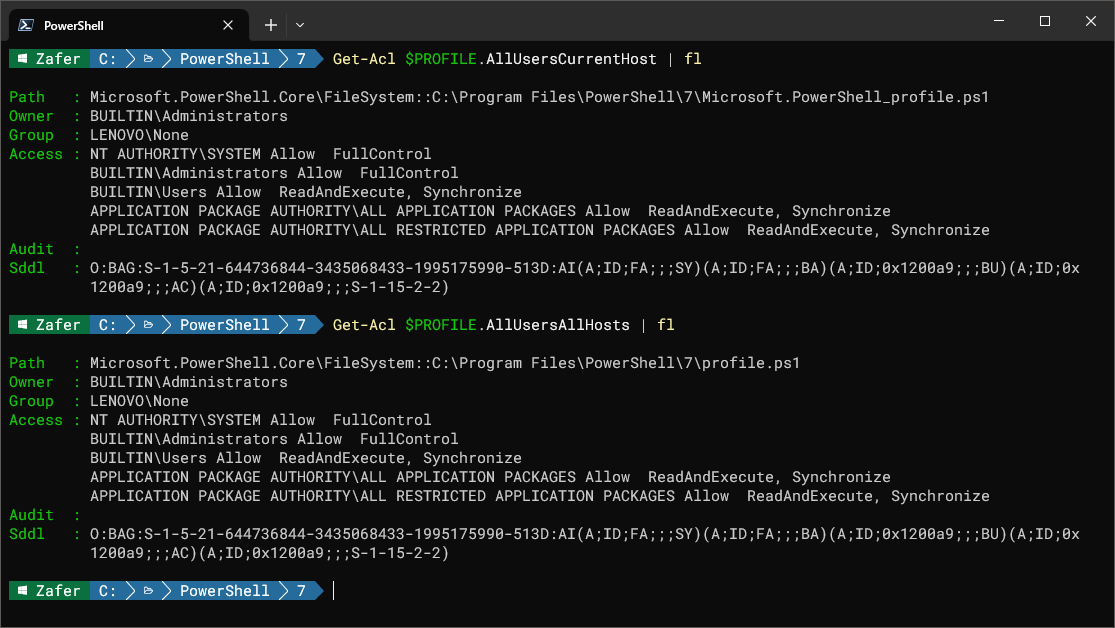 PowerShell
Zafer C: PowerShell 7 Get-Acl $PROFILE.AllUsersCurrentHost | fl
Path : Microsoft.PowerShell.Core\FileSystem::C:\Program Files\PowerShell\7\Microsoft.PowerShell_profile.ps1
Owner : BUILTIN\Administrators
Group : LENOVO\None
Access : NT AUTHORITY\SYSTEM Allow  FullControl
BUILTIN\Administrators Allow  FullControl
BUILTIN\Users Allow  ReadAndExecute, Synchronize
APPLICATION PACKAGE AUTHORITY\ALL APPLICATION PACKAGES Allow  ReadAndExecute, Synchronize
APPLICATION PACKAGE AUTHORITY\ALL RESTRICTED APPLICATION PACKAGES Allow  ReadAndExecute, Synchronize
Audit :
Sddl : O:BAG:S-1-5-21-644736844-3435068433-1995175990-513D:AI(A;ID;FA;;;SY)(A;ID;FA;;;BA)(A;ID;0x1200a9;;;BU)(A;ID;0x
1200a9;;;AC)(A;ID;0x1200a9;;;S-1-15-2-2)
Zafer C: PowerShell 7 Get-Acl $PROFILE.AllUsersAllHosts | fl
Path : Microsoft.PowerShell.Core\FileSystem::C:\Program Files\PowerShell\7\profile.ps1
Owner : BUILTIN\Administrators
Group : LENOVO\None
Access : NT AUTHORITY\SYSTEM Allow  FullControl
BUILTIN\Administrators Allow  FullControl
BUILTIN\Users Allow  ReadAndExecute, Synchronize
APPLICATION PACKAGE AUTHORITY\ALL APPLICATION PACKAGES Allow  ReadAndExecute, Synchronize
APPLICATION PACKAGE AUTHORITY\ALL RESTRICTED APPLICATION PACKAGES Allow  ReadAndExecute, Synchronize
Audit :
Sddl : O:BAG:S-1-5-21-644736844-3435068433-1995175990-513D:AI(A;ID;FA;;;SY)(A;ID;FA;;;BA)(A;ID;0x1200a9;;;BU)(A;ID;0x
1200a9;;;AC)(A;ID;0x1200a9;;;S-1-15-2-2)
Zafer C: PowerShell 7